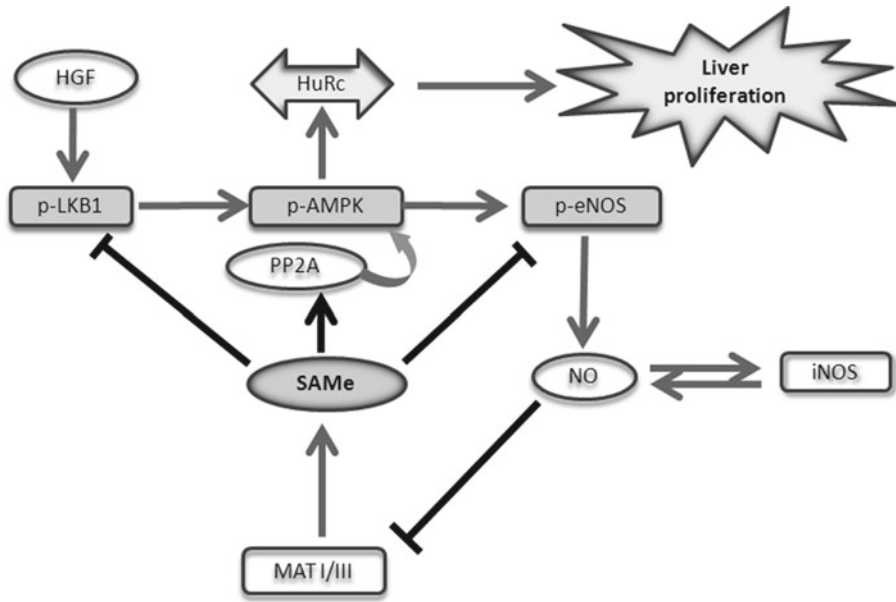 HGF
HuRc
Liver
proliferation
p-LKB1
p-AMPK
p-eNOS
PP2A
SAMe
NO
iNOS
MAT I/III